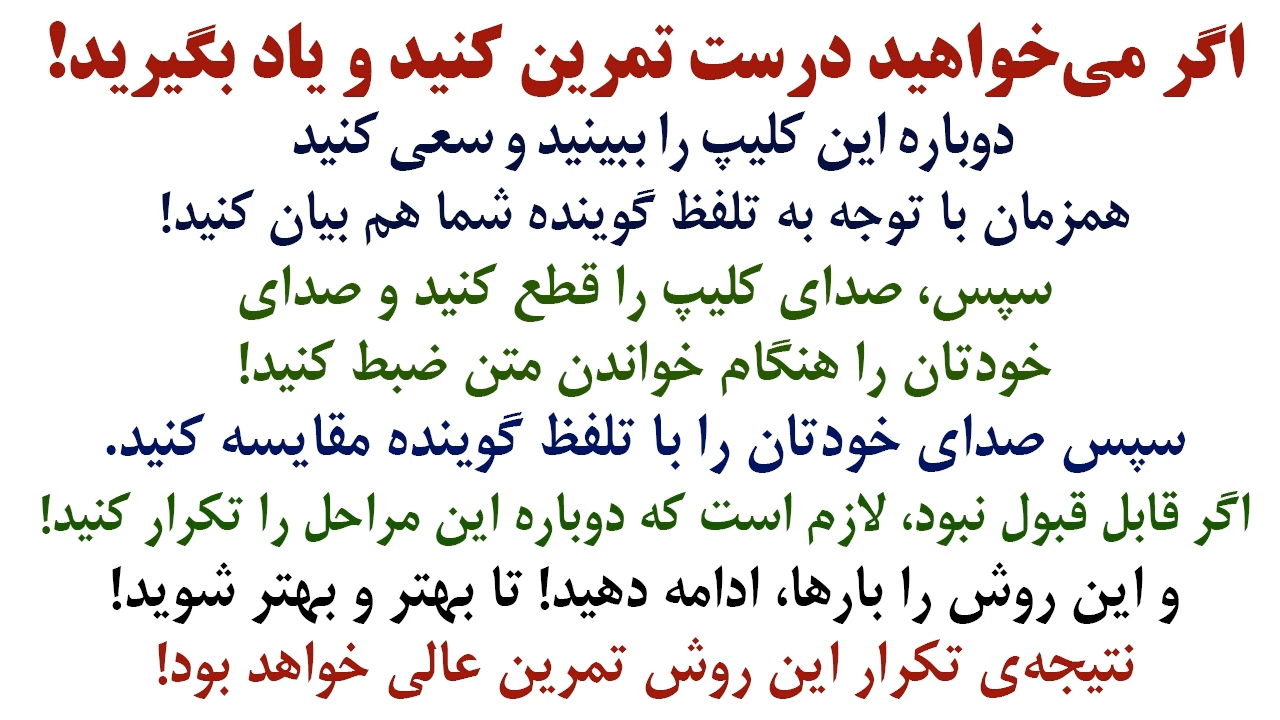 اگر می‌خواهید درست تمرین کنید و یاد بگیرید!
دوباره این کلیپ را ببینید و سعی کنید
همزمان با توجه به تلفظ گوینده شما هم بیان کنید!
سپس، صدای کلیپ را قطع کنید و صدای
خودتان را هنگام خواندن متن ضبط کنید!
سپس صدای خودتان را با تلفظ گوینده مقایسه کنید.
اگر قابل قبول نبود، لازم است که دوباره این مراحل را تکرار کنید!
و این روش را بارها، ادامه دهید! تا بهتر و بهتر شوید!
نتیجه‌ی تکرار این روش تمرین عالی خواهد بود!